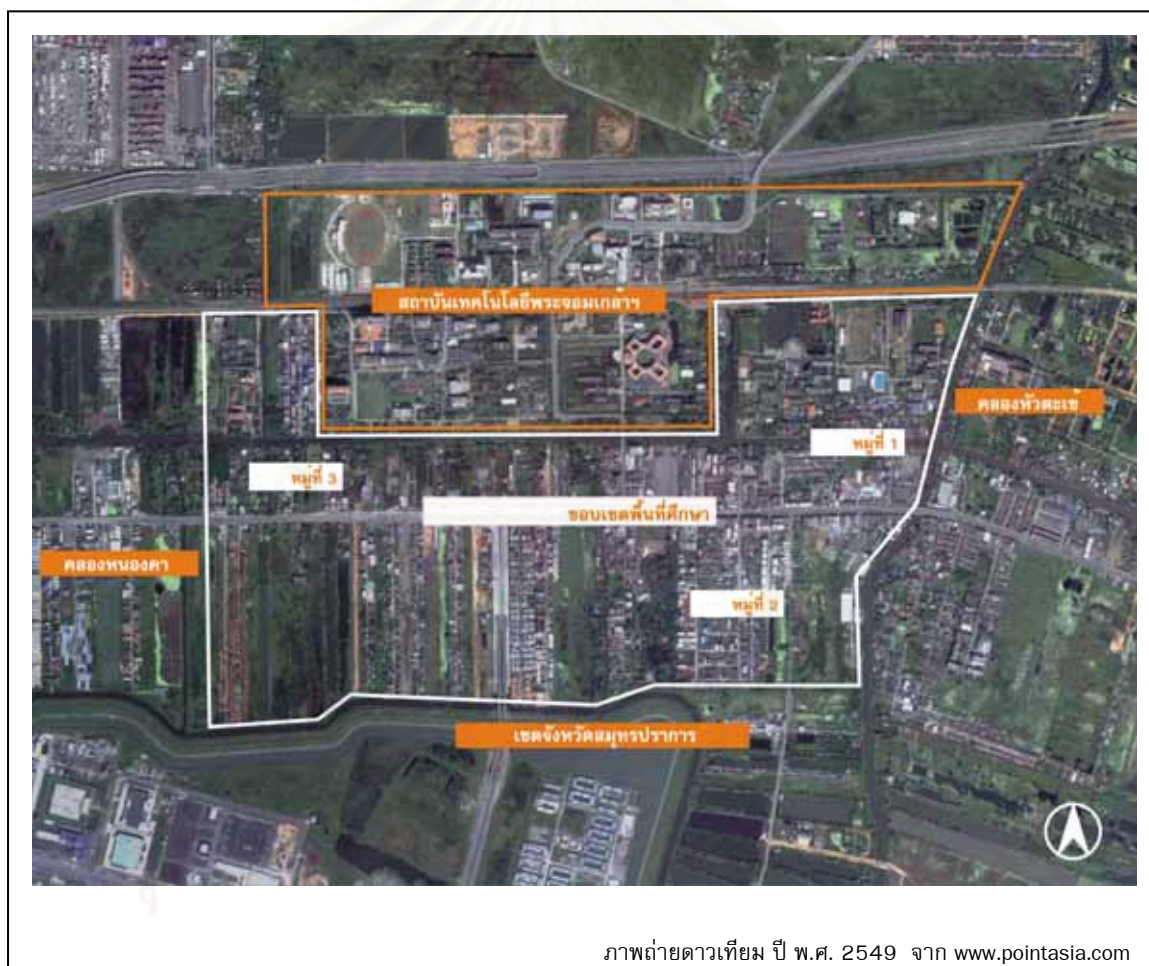 สถาบันเทคโนโลยีพระจอมเกล้าฯ
คลองหัวตะเข้
หมู่ที่ 1
หมู่ที่ 3
ขอบเขตพื้นที่ศึกษา
คลองหนองคา
หมู่ที่ 2
เขตจังหวัดสมุทรปราการ
ภาพถ่ายดาวเทียม ปี พ.ศ. 2549 จาก www.pointasia.com